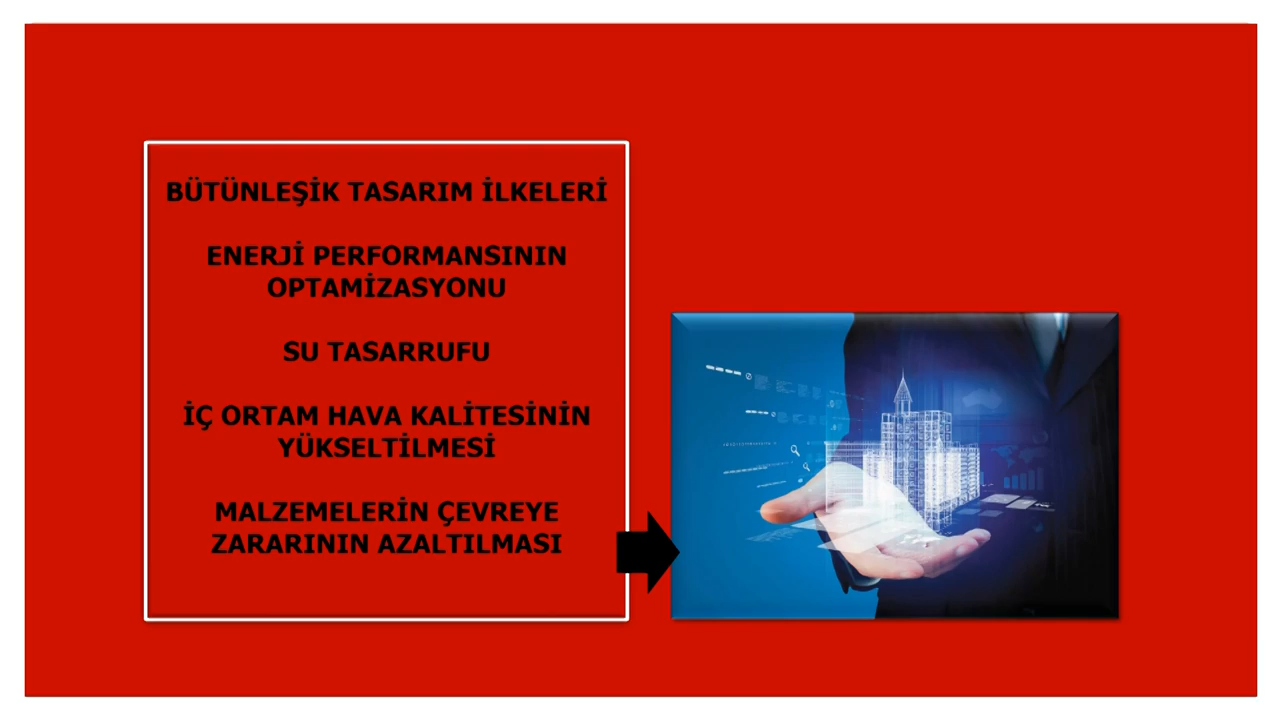 BÜTÜNLEŞİK TASARIM İLKELERİ
ENERJİ PERFORMANSININ
OPTAMİZASYONU
SU TASARRUFU
İÇ ORTAM HAVA KALİTESİNİN
YÜKSELTİLMESİ
MALZEMELERİN ÇEVREYE
ZARARININ AZALTILMASI